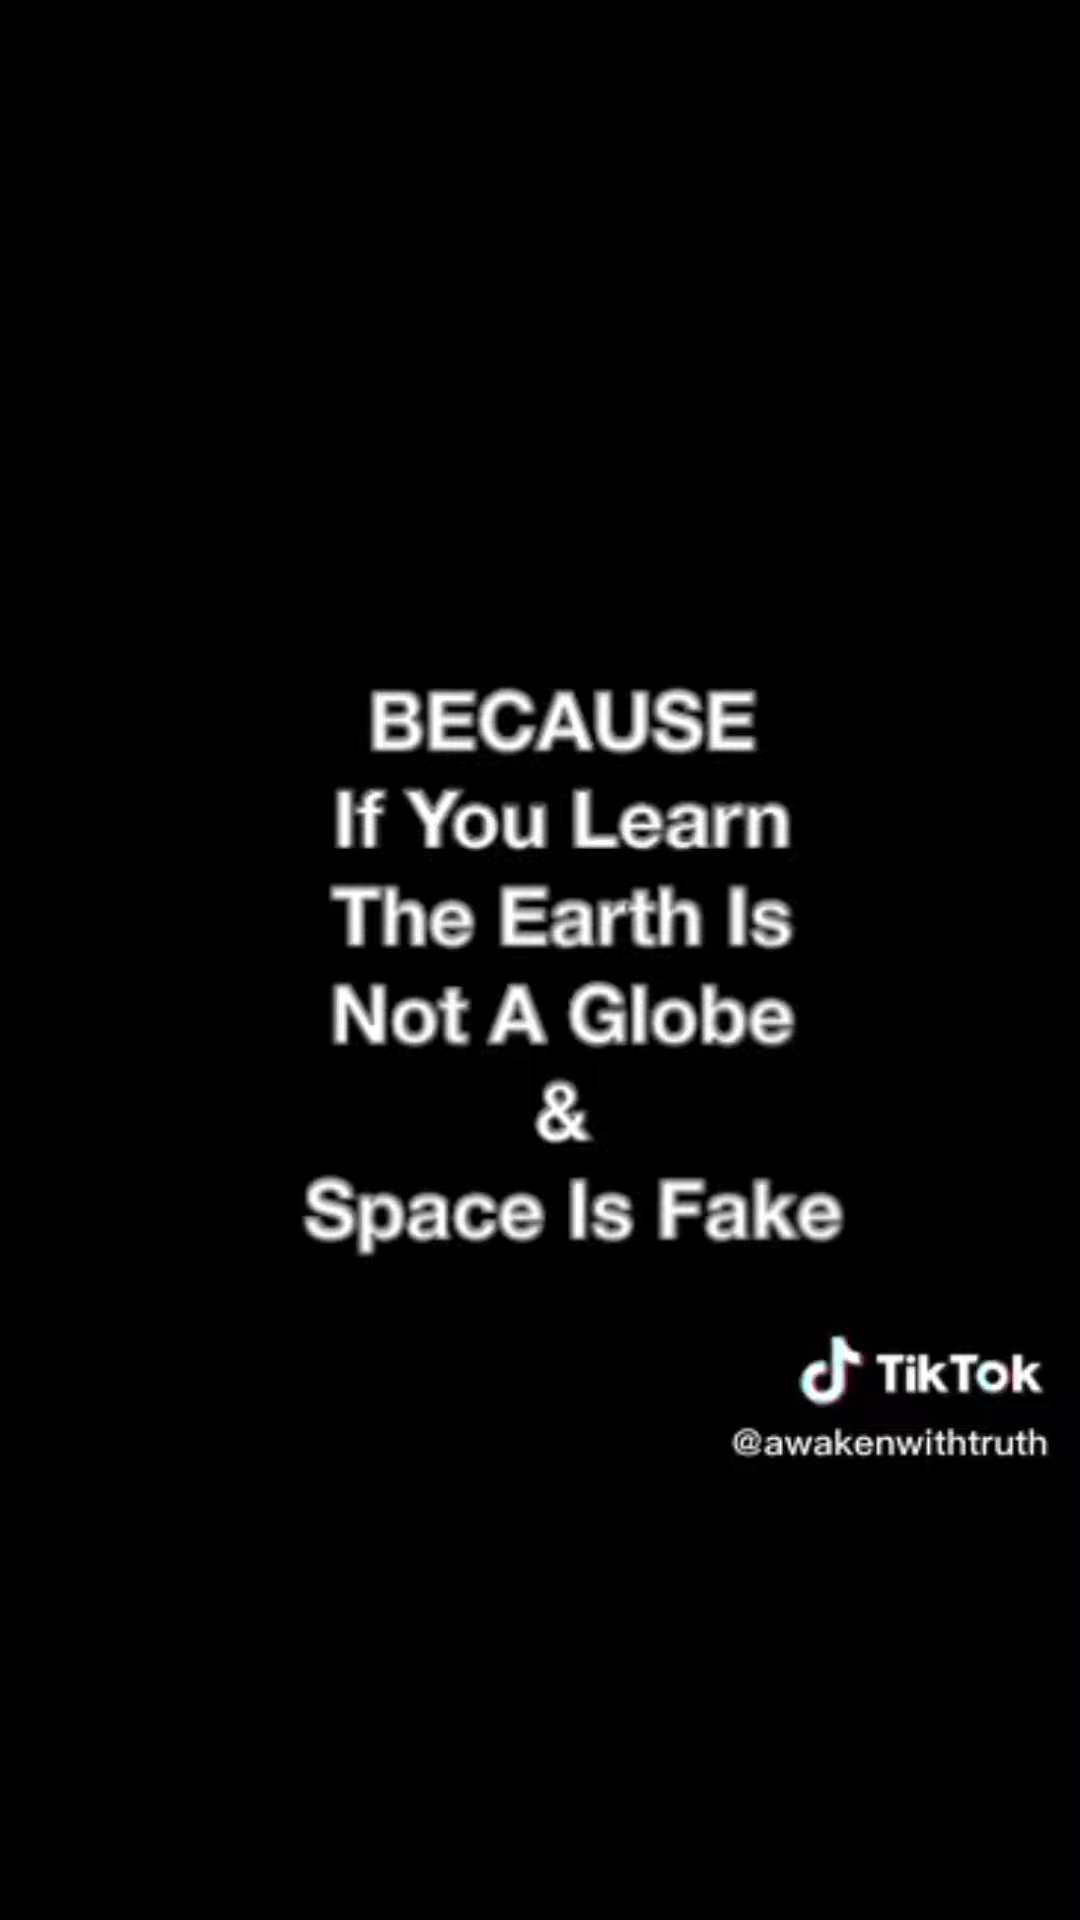 BECAUSE
If You Learn
The Earth Is
Not A Globe
&
Space Is Fake
TikTok
@awakenwithtruth